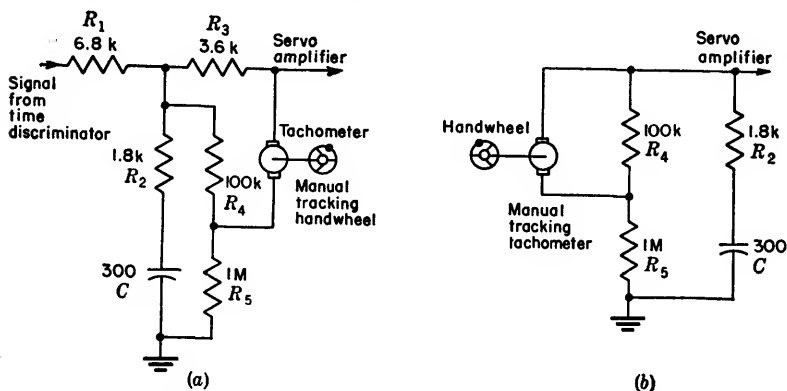 R1
6.8 k
R3
3.6 k
Servo
amplifier
Signal
from
time
discriminator
1.8k
R2
100k
R4
Tachometer
Manual
tracking
handwheel
300
C
1M
R5
(a)
Servo
amplifier
Handwheel
100k
R4
1.8k
R2
Manual
tracking
tachometer
1M
R5
300
C
(b)